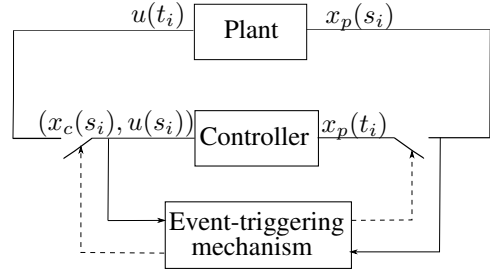 u(t_i) Plant x_p(s_i)
(x_c(s_i), u(s_i)) Controller x_p(t_i)
Event-triggering
mechanism